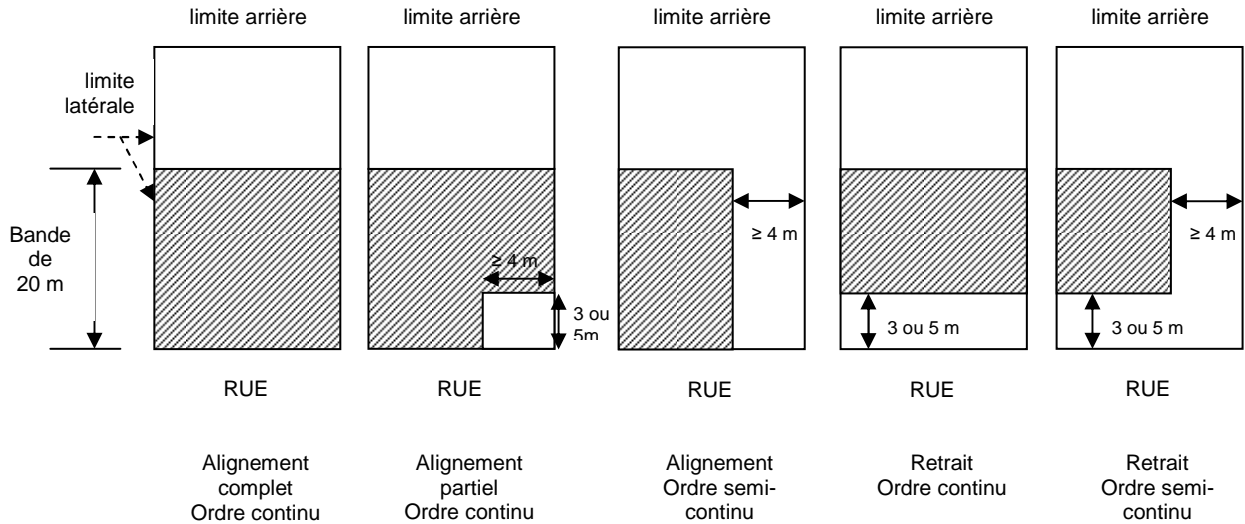 limite arrière
limite arrière
limite arrière
limite arrière
limite arrière
limite
latérale
Bande
de
20 m
≥ 4 m
3 ou
5m
≥ 4 m
3 ou 5 m
≥ 4 m
3 ou 5 m
RUE
RUE
RUE
RUE
RUE
Alignement
complet
Ordre continu
Alignement
partiel
Ordre continu
Alignement
Ordre semi-
continu
Retrait
Ordre continu
Retrait
Ordre semi-
continu